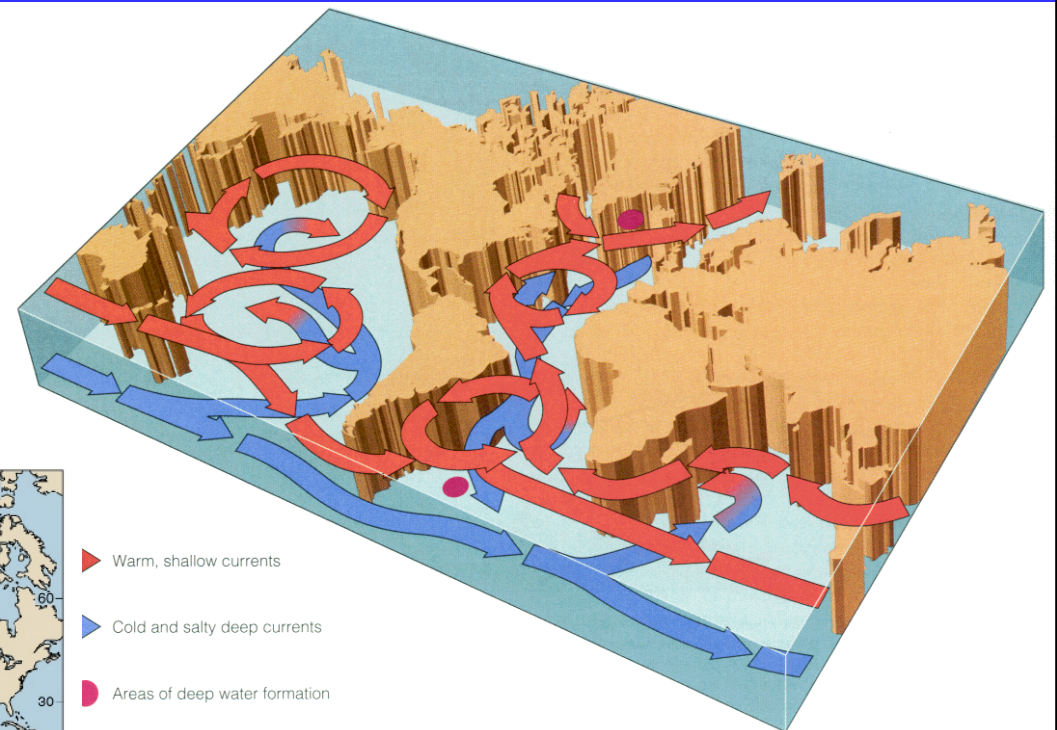 Warm, shallow currents
60
Cold and salty deep currents
Areas of deep water formation
30